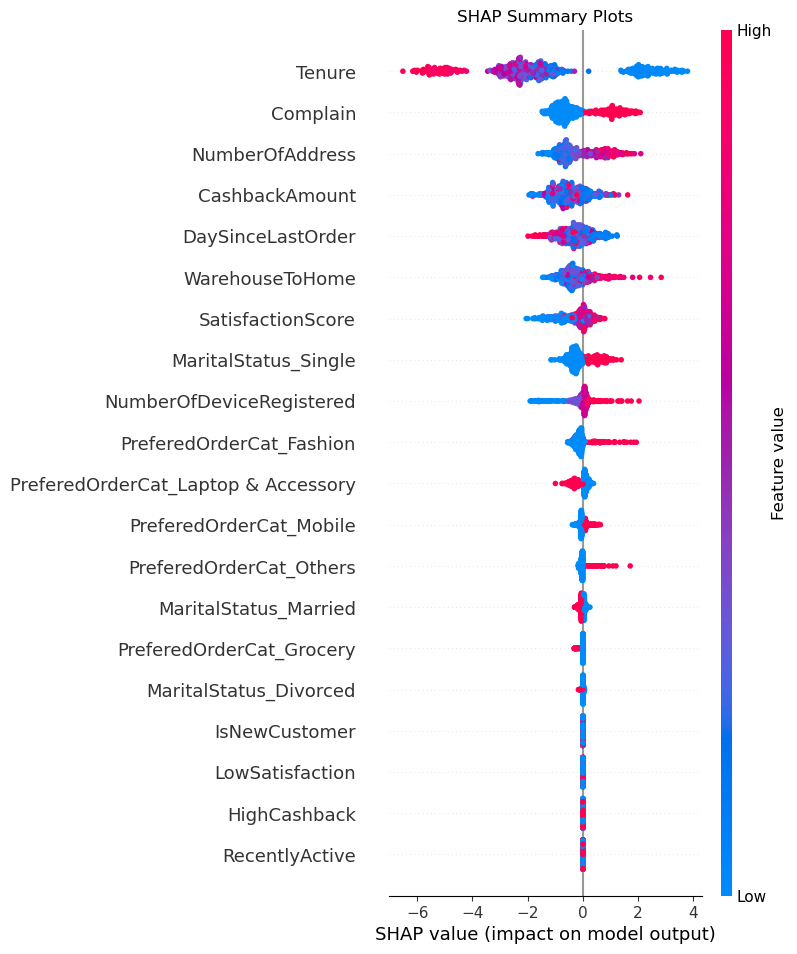 SHAP Summary Plots
High
Tenure
Complain
NumberOfAddress
CashbackAmount
DaySinceLastOrder
WarehouseToHome
SatisfactionScore
MaritalStatus_Single
NumberOfDeviceRegistered
PreferedOrderCat_Fashion
PreferedOrderCat_Laptop & Accessory
PreferedOrderCat_Mobile
PreferedOrderCat_Others
MaritalStatus_Married
PreferedOrderCat_Grocery
MaritalStatus_Divorced
IsNewCustomer
LowSatisfaction
HighCashback
RecentlyActive
Feature value
Low
−6 −4 −2 0 2 4
SHAP value (impact on model output)